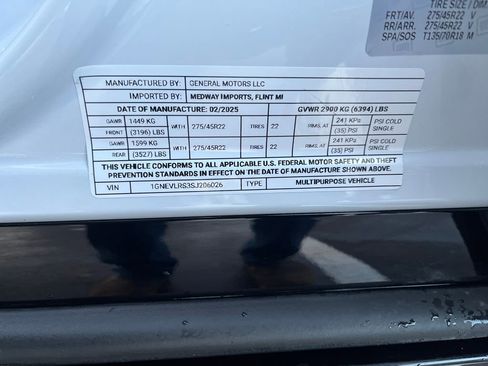 TIRE SIZE / DIM
FRT/AV. 275/45R22 V
RR/ARR. 275/45R22 V
SPA/SOS T135/70R18 M
MANUFACTURED BY: GENERAL MOTORS LLC
IMPORTED BY: MEDWAY IMPORTS, FLINT MI
DATE OF MANUFACTURE: 02/2025 GVWR 2900 KG (6394) LBS
GAWR 1449 KG WITH 275/45R22 TIRES 22 RIMS, AT 241 KPa PSI COLD
FRONT (3196) LBS (35) PSI SINGLE
GAWR 1599 KG WITH 275/45R22 TIRES 22 RIMS, AT 241 KPa PSI COLD
REAR (3527) LBS (35) PSI SINGLE
THIS VEHICLE CONFORMS TO ALL APPLICABLE U.S. FEDERAL MOTOR SAFETY AND THEFT
PREVENTION STANDARDS IN EFFECT ON THE DATE OF MANUFACTURE SHOWN ABOVE.
VIN 1GNEVLRS3SJ206026 TYPE MULTIPURPOSE VEHICLE